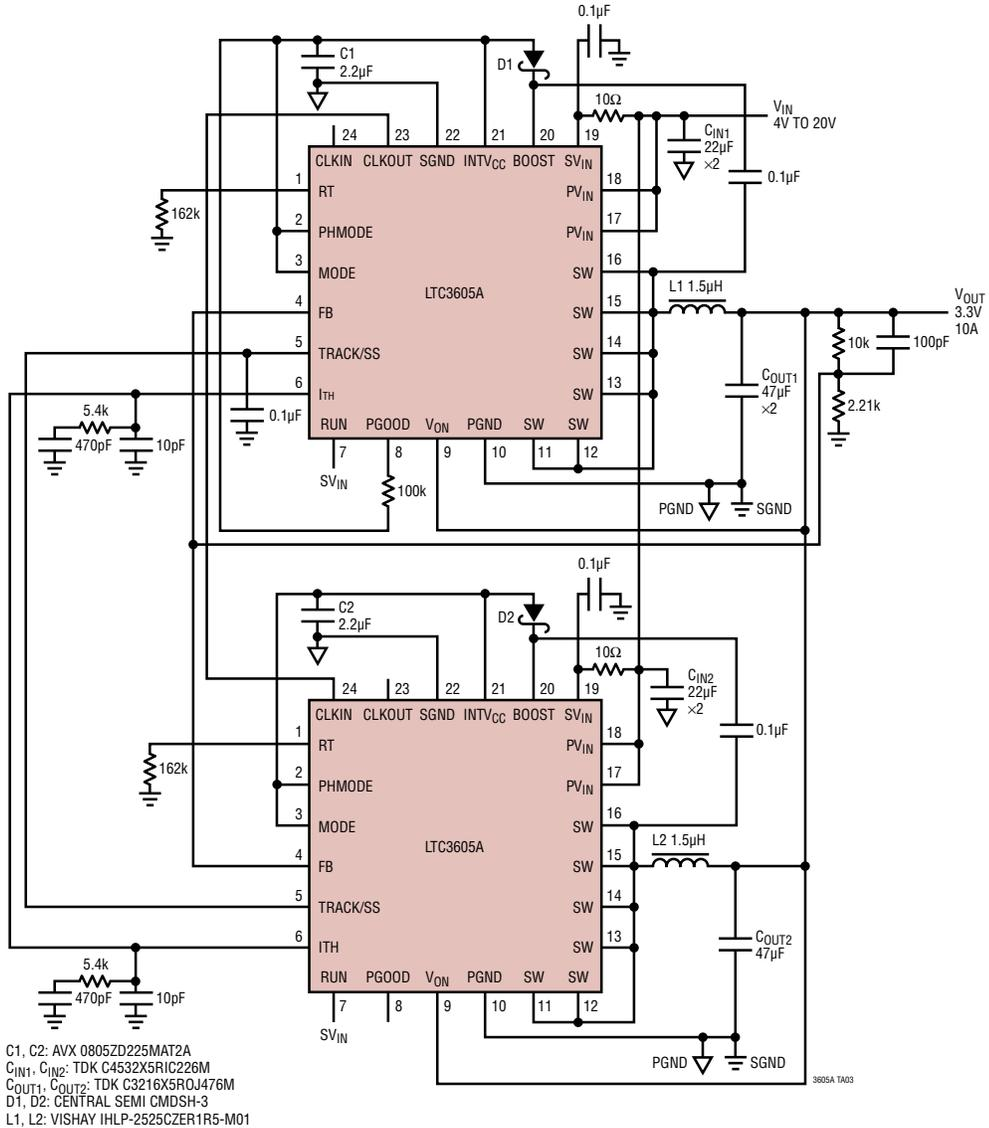 0.1µF
C1
2.2µF
D1
10Ω
V_IN
4V TO 20V
C_IN1
22µF
×2
0.1µF
24 23 22 21 20 19
CLKIN CLKOUT SGND INTV_CC BOOST SV_IN
1 RT PV_IN 18
162k
2 PHMODE PV_IN 17
3 MODE SW 16
LTC3605A
L1 1.5µH
4 FB SW 15
V_OUT
3.3V
10A
10k 100pF
5 TRACK/SS SW 14
6 I_TH SW 13
C_OUT1
47µF
×2
2.21k
5.4k
470pF 10pF
0.1µF
RUN PGOOD V_ON PGND SW SW
7 8 9 10 11 12
SV_IN
100k
PGND SGND
0.1µF
C2
2.2µF
D2
10Ω
C_IN2
22µF
×2
0.1µF
24 23 22 21 20 19
CLKIN CLKOUT SGND INTV_CC BOOST SV_IN
1 RT PV_IN 18
162k
2 PHMODE PV_IN 17
3 MODE SW 16
LTC3605A
L2 1.5µH
4 FB SW 15
5 TRACK/SS SW 14
6 ITH SW 13
C_OUT2
47µF
5.4k
470pF 10pF
RUN PGOOD V_ON PGND SW SW
7 8 9 10 11 12
SV_IN
PGND SGND
3605A TA03
C1, C2: AVX 0805ZD225MAT2A
C_IN1, C_IN2: TDK C4532X5RIC226M
C_OUT1, C_OUT2: TDK C3216X5ROJ476M
D1, D2: CENTRAL SEMI CMDSH-3
L1, L2: VISHAY IHLP-2525CZER1R5-M01